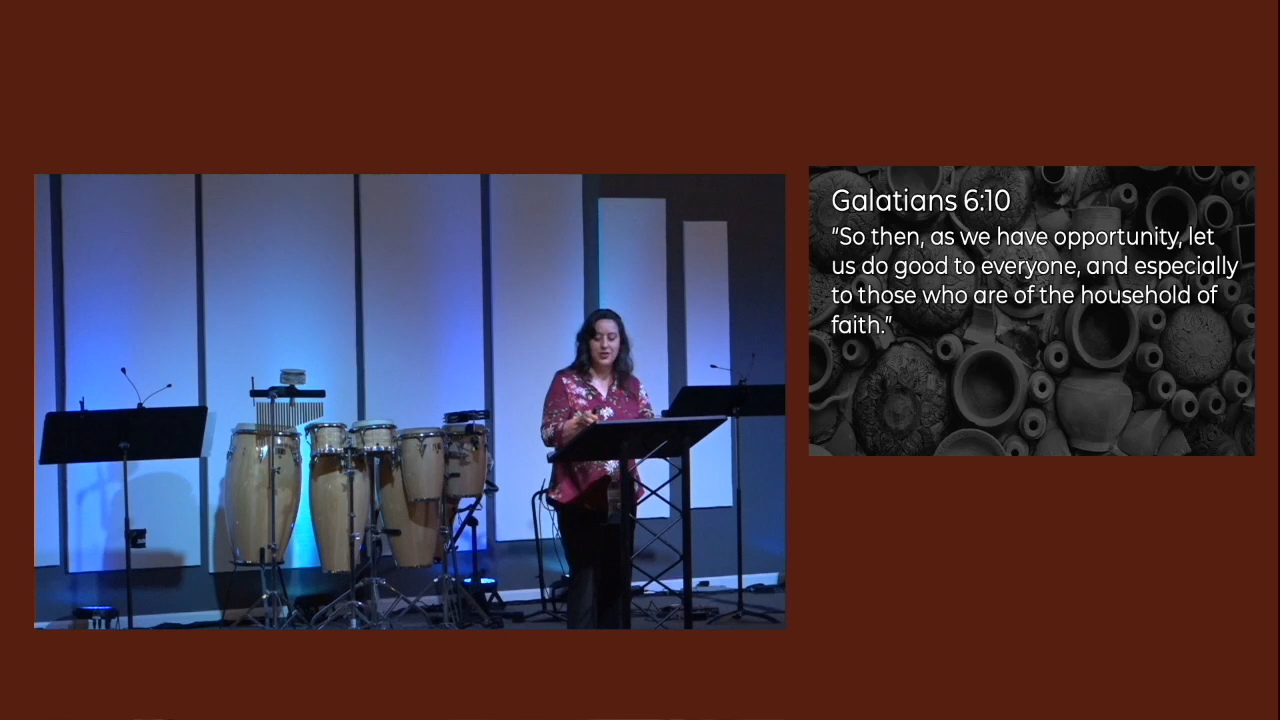 Galatians 6:10
“So then, as we have opportunity, let
us do good to everyone, and especially
to those who are of the household of
faith.”